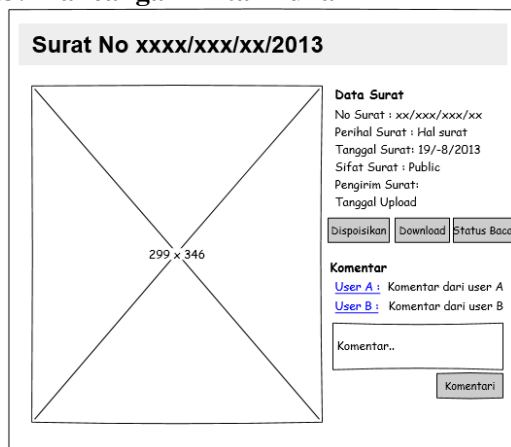 Surat No xxxx/xxx/xx/2013
299 x 346
Data Surat
No Surat : xx/xxx/xxx/xx
Perihal Surat : Hal surat
Tanggal Surat: 19/-8/2013
Sifat Surat : Public
Pengirim Surat:
Tanggal Upload
Dispoisikan Download Status Baca
Komentar
User A : Komentar dari user A
User B : Komentar dari user B
Komentar..
Komentari